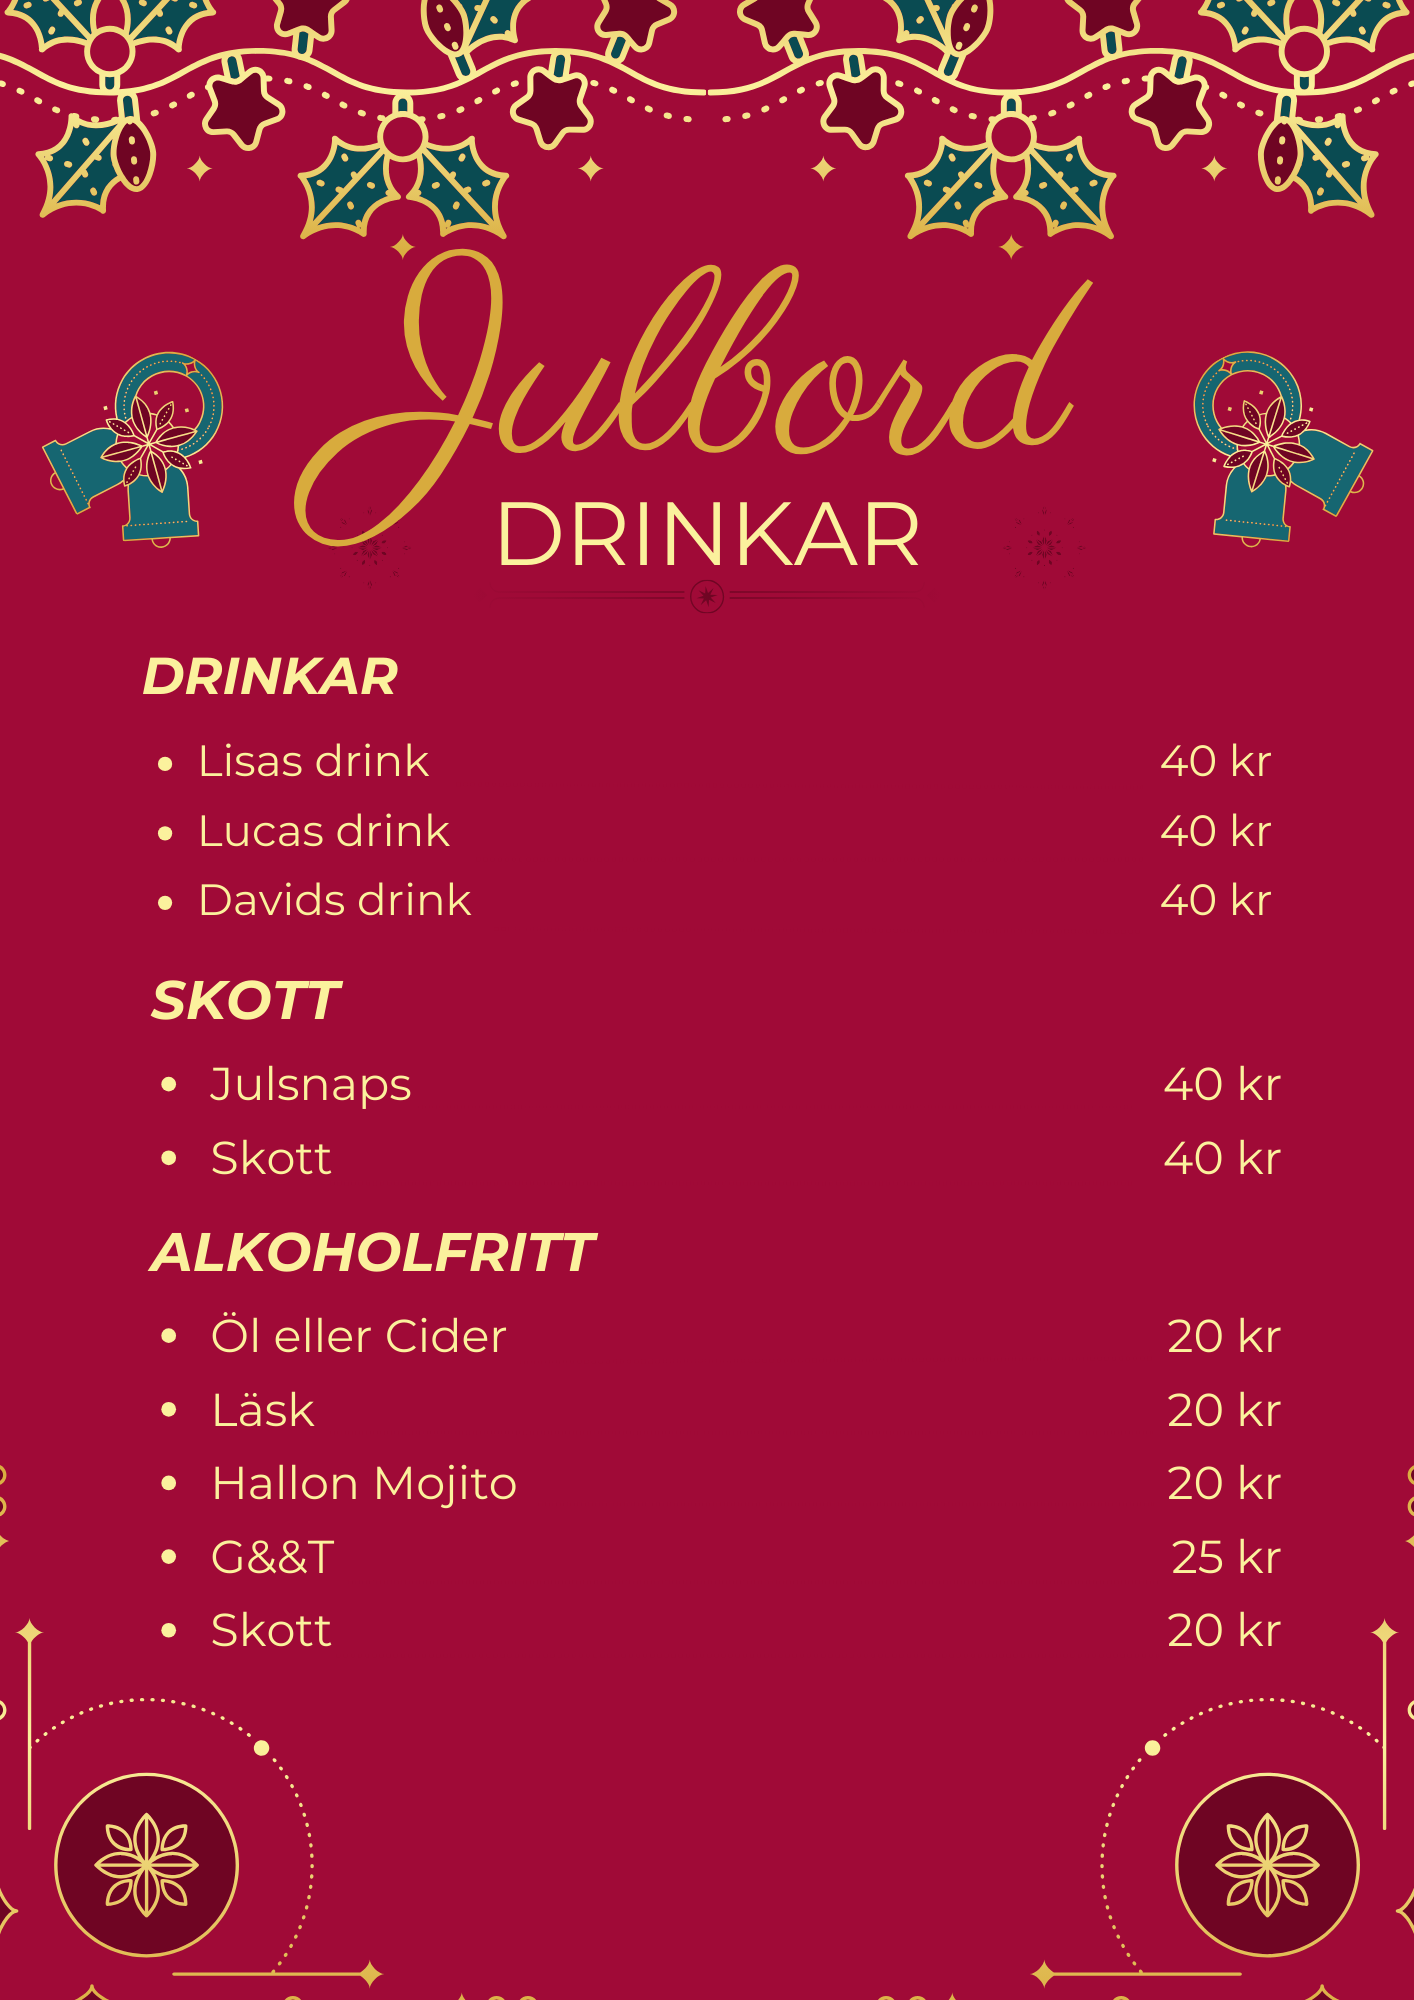 Julbord
DRINKAR
DRINKAR
Lisas drink 40 kr
Lucas drink 40 kr
Davids drink 40 kr
SKOTT
Julsnaps 40 kr
Skott 40 kr
ALKOHOLFRITT
Öl eller Cider 20 kr
Läsk 20 kr
Hallon Mojito 20 kr
G&&T 25 kr
Skott 20 kr